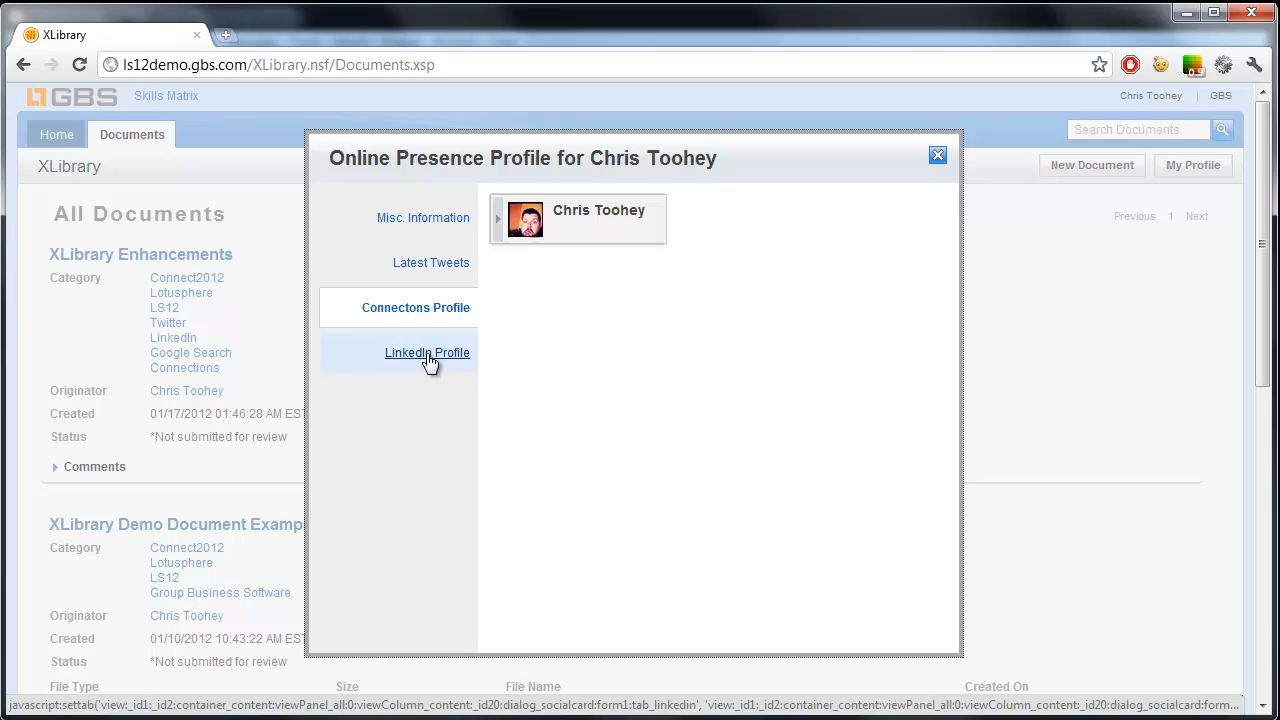 XLibrary
ls12demo.gbs.com/XLibrary.nsf/Documents.xsp
0.5
GBS
Skills Matrix
Chris Toohey
GBS
Home
Documents
Search Documents
XLibrary
New Document
My Profile
All Documents
Previous 1 Next
XLibrary Enhancements
Category
Connect2012
Lotusphere
LS12
Twitter
LinkedIn
Google Search
Connections
Originator Chris Toohey
Created 01/17/2012 01:46:28 AM EST
Status *Not submitted for review
Comments
XLibrary Demo Document Examp
Category
Connect2012
Lotusphere
LS12
Group Business Software
Originator Chris Toohey
Created 01/10/2012 10:43:22 AM EST
Status *Not submitted for review
File Type Size File Name Created On
Online Presence Profile for Chris Toohey
Misc. Information
Latest Tweets
Connectons Profile
LinkedIn Profile
Chris Toohey
javascript:settab('view:_id1:_id2:container_content:viewPanel_all:0:viewColumn_content:_id20:dialog_socialcard:form1:tab_linkedin', 'view:_id1:_id2:container_content:viewPanel_all:0:viewColumn_content:_id20:dialog_socialcard:form...